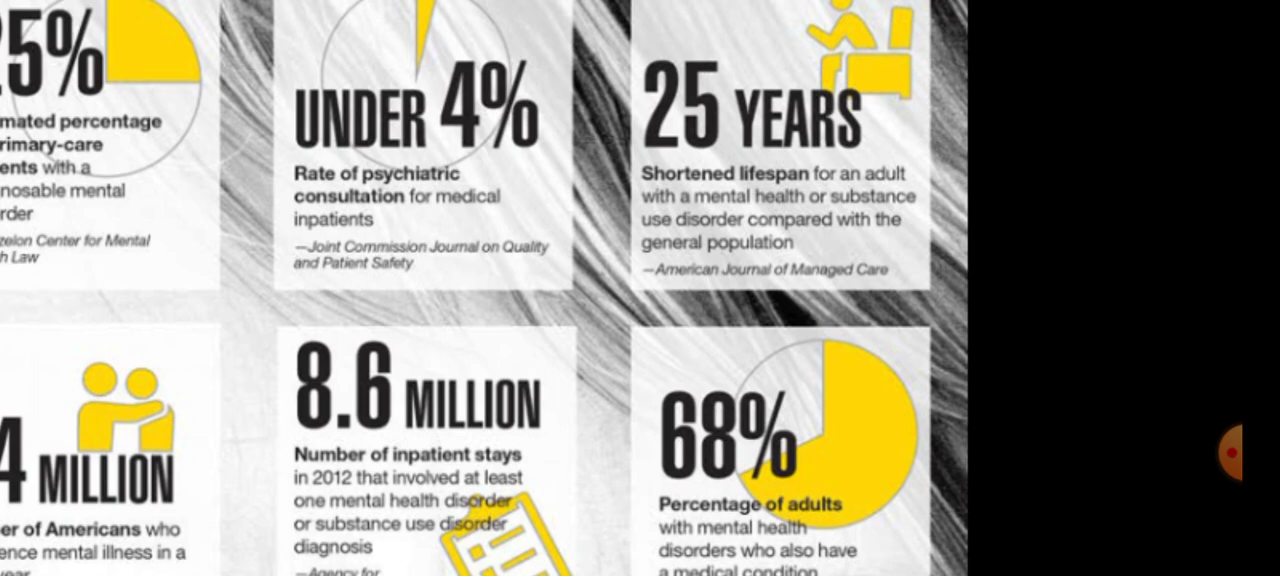 25%
mated percentage
rimary-care
ents with a
nosable mental
rder
zelon Center for Mental
h Law
UNDER 4%
Rate of psychiatric
consultation for medical
inpatients
—Joint Commission Journal on Quality
and Patient Safety
25 YEARS
Shortened lifespan for an adult
with a mental health or substance
use disorder compared with the
general population
—American Journal of Managed Care
4 MILLION
er of Americans who
ence mental illness in a
year
8.6 MILLION
Number of inpatient stays
in 2012 that involved at least
one mental health disorder
or substance use disorder
diagnosis
—Agency for
68%
Percentage of adults
with mental health
disorders who also have
a medical condition